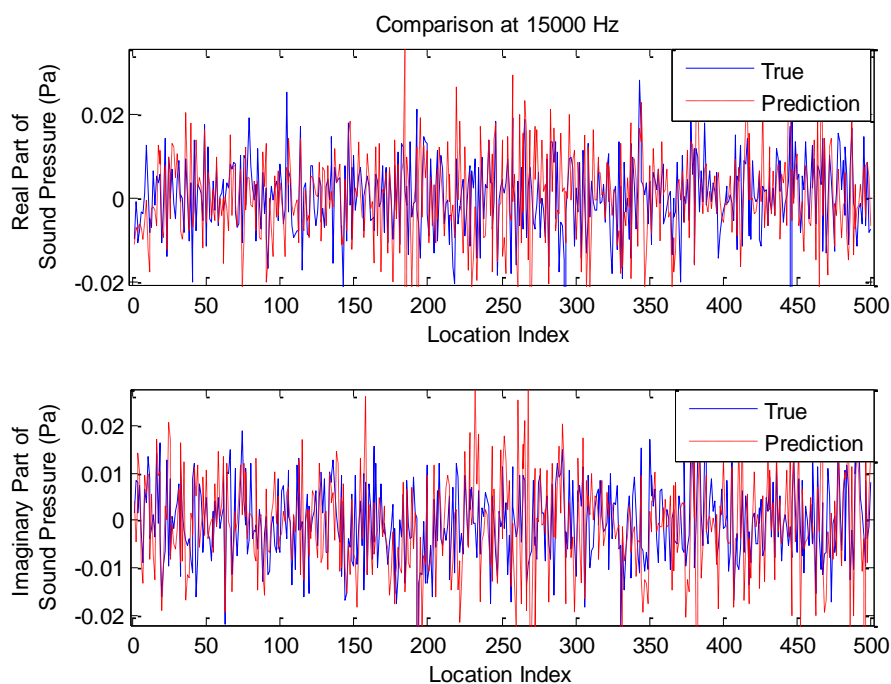 Comparison at 15000 Hz
Real Part of
Sound Pressure (Pa)
0.02
0
-0.02
True
Prediction
0 50 100 150 200 250 300 350 400 450 500
Location Index
Imaginary Part of
Sound Pressure (Pa)
0.02
0.01
0
-0.01
-0.02
True
Prediction
0 50 100 150 200 250 300 350 400 450 500
Location Index